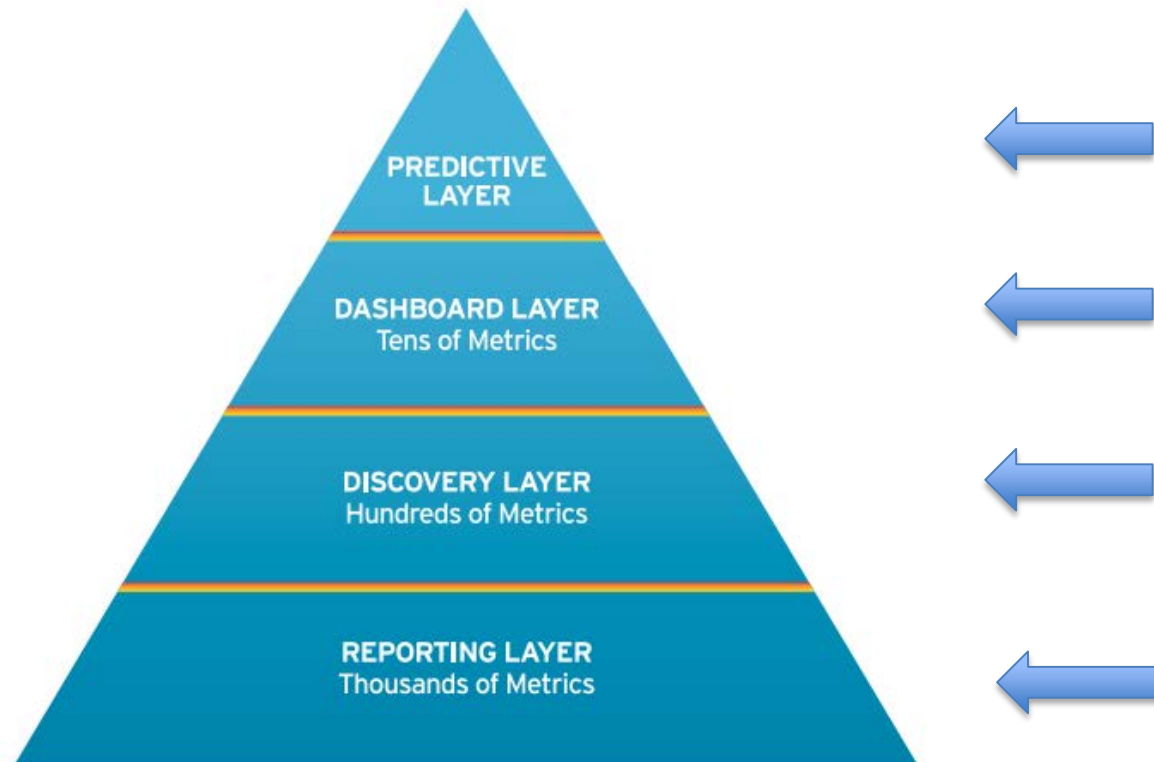 PREDICTIVE
LAYER
DASHBOARD LAYER
Tens of Metrics
DISCOVERY LAYER
Hundreds of Metrics
REPORTING LAYER
Thousands of Metrics